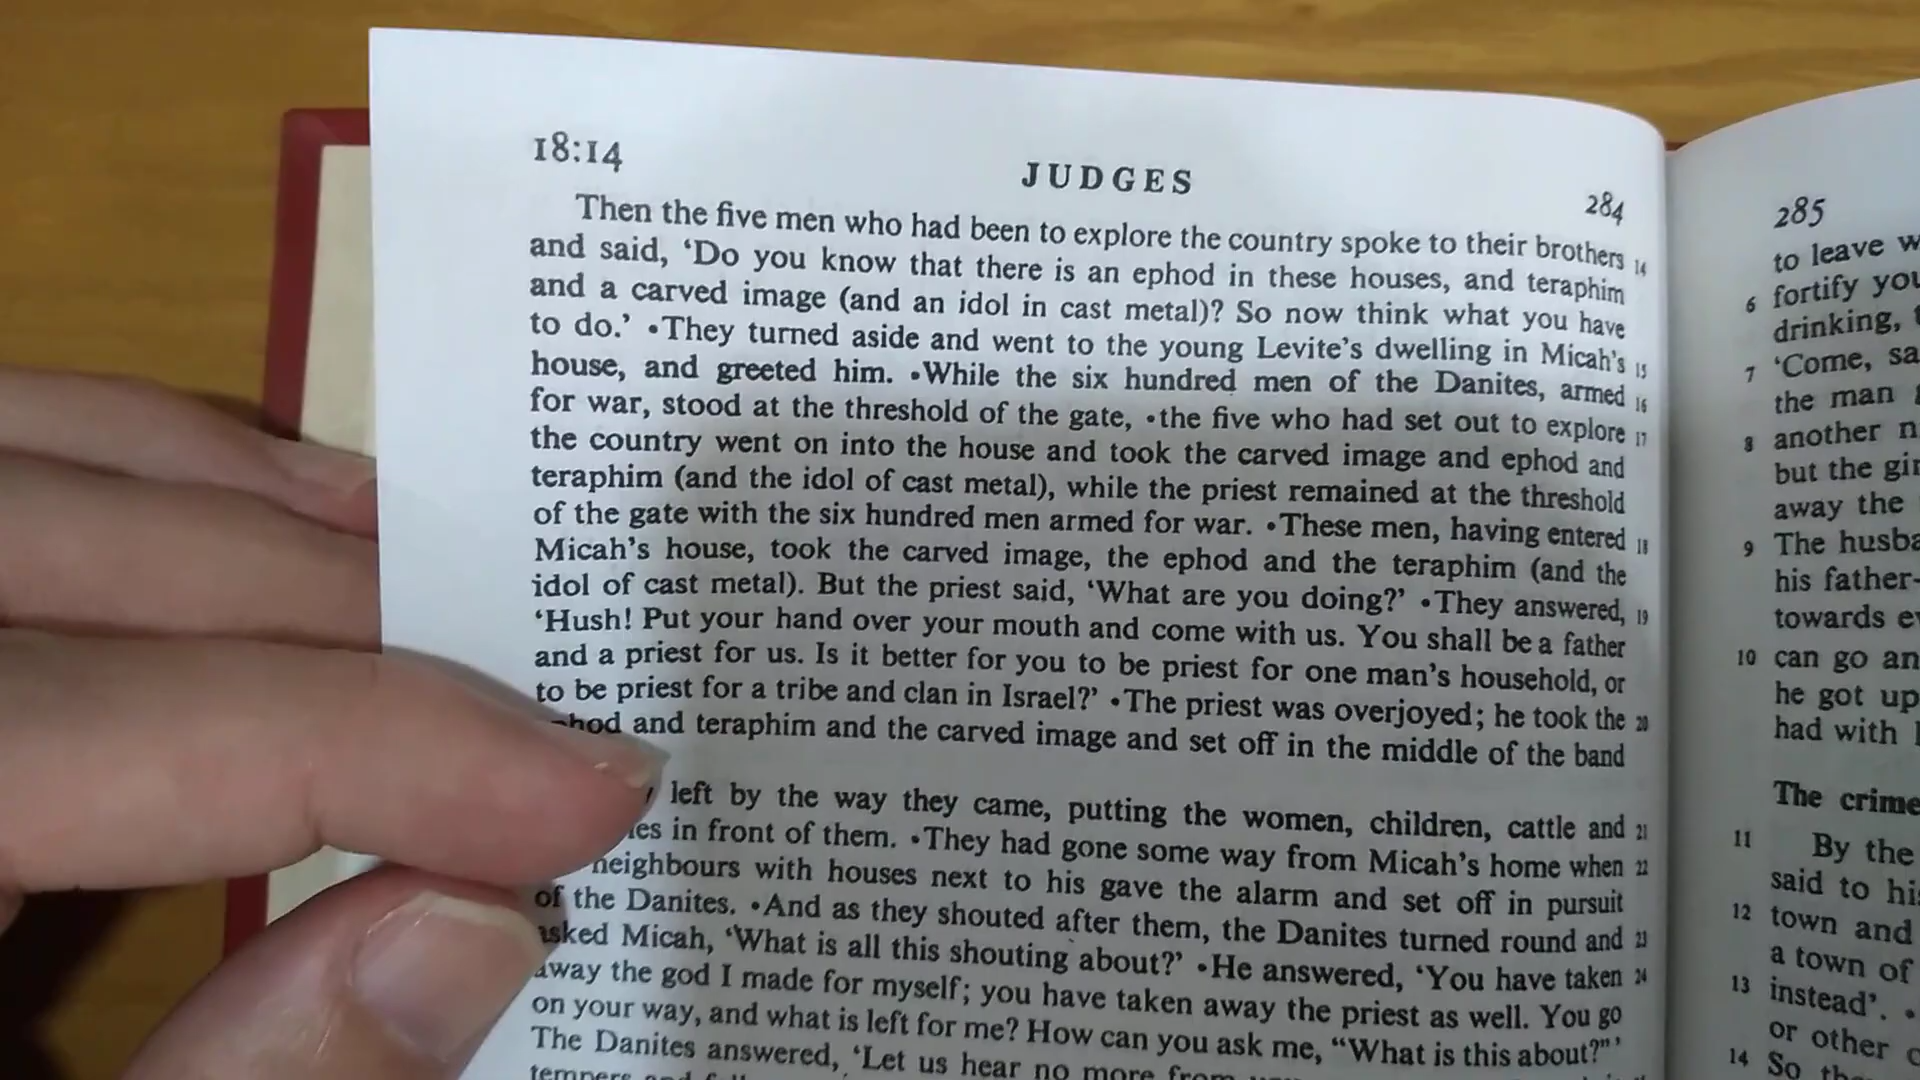 18:14
JUDGES
284
Then the five men who had been to explore the country spoke to their brothers 14
and said, ‘Do you know that there is an ephod in these houses, and teraphim
and a carved image (and an idol in cast metal)? So now think what you have
to do.’ •They turned aside and went to the young Levite’s dwelling in Micah’s 15
house, and greeted him. •While the six hundred men of the Danites, armed 16
for war, stood at the threshold of the gate, •the five who had set out to explore 17
the country went on into the house and took the carved image and ephod and
teraphim (and the idol of cast metal), while the priest remained at the threshold
of the gate with the six hundred men armed for war. •These men, having entered 18
Micah’s house, took the carved image, the ephod and the teraphim (and the
idol of cast metal). But the priest said, ‘What are you doing?’ •They answered, 19
‘Hush! Put your hand over your mouth and come with us. You shall be a father
and a priest for us. Is it better for you to be priest for one man’s household, or
to be priest for a tribe and clan in Israel?’ •The priest was overjoyed; he took the 20
and teraphim and the carved image and set off in the middle of the band
left by the way they came, putting the women, children, cattle and 21
in front of them. •They had gone some way from Micah’s home when 22
neighbours with houses next to his gave the alarm and set off in pursuit
of the Danites. •And as they shouted after them, the Danites turned round and 23
asked Micah, ‘What is all this shouting about?’ •He answered, ‘You have taken 24
away the god I made for myself; you have taken away the priest as well. You go
on your way, and what is left for me? How can you ask me, “What is this about?”’
The Danites answered, ‘Let us hear no more from
285
to leave
6 fortify
drinking,
7 ‘Come,
the man
8 another
but the
away the
9 The
his
towards
10 can go
he got up
had with
The crime
11 By the
said to
12 town and
a town of
13 instead’. •
or other
14 So